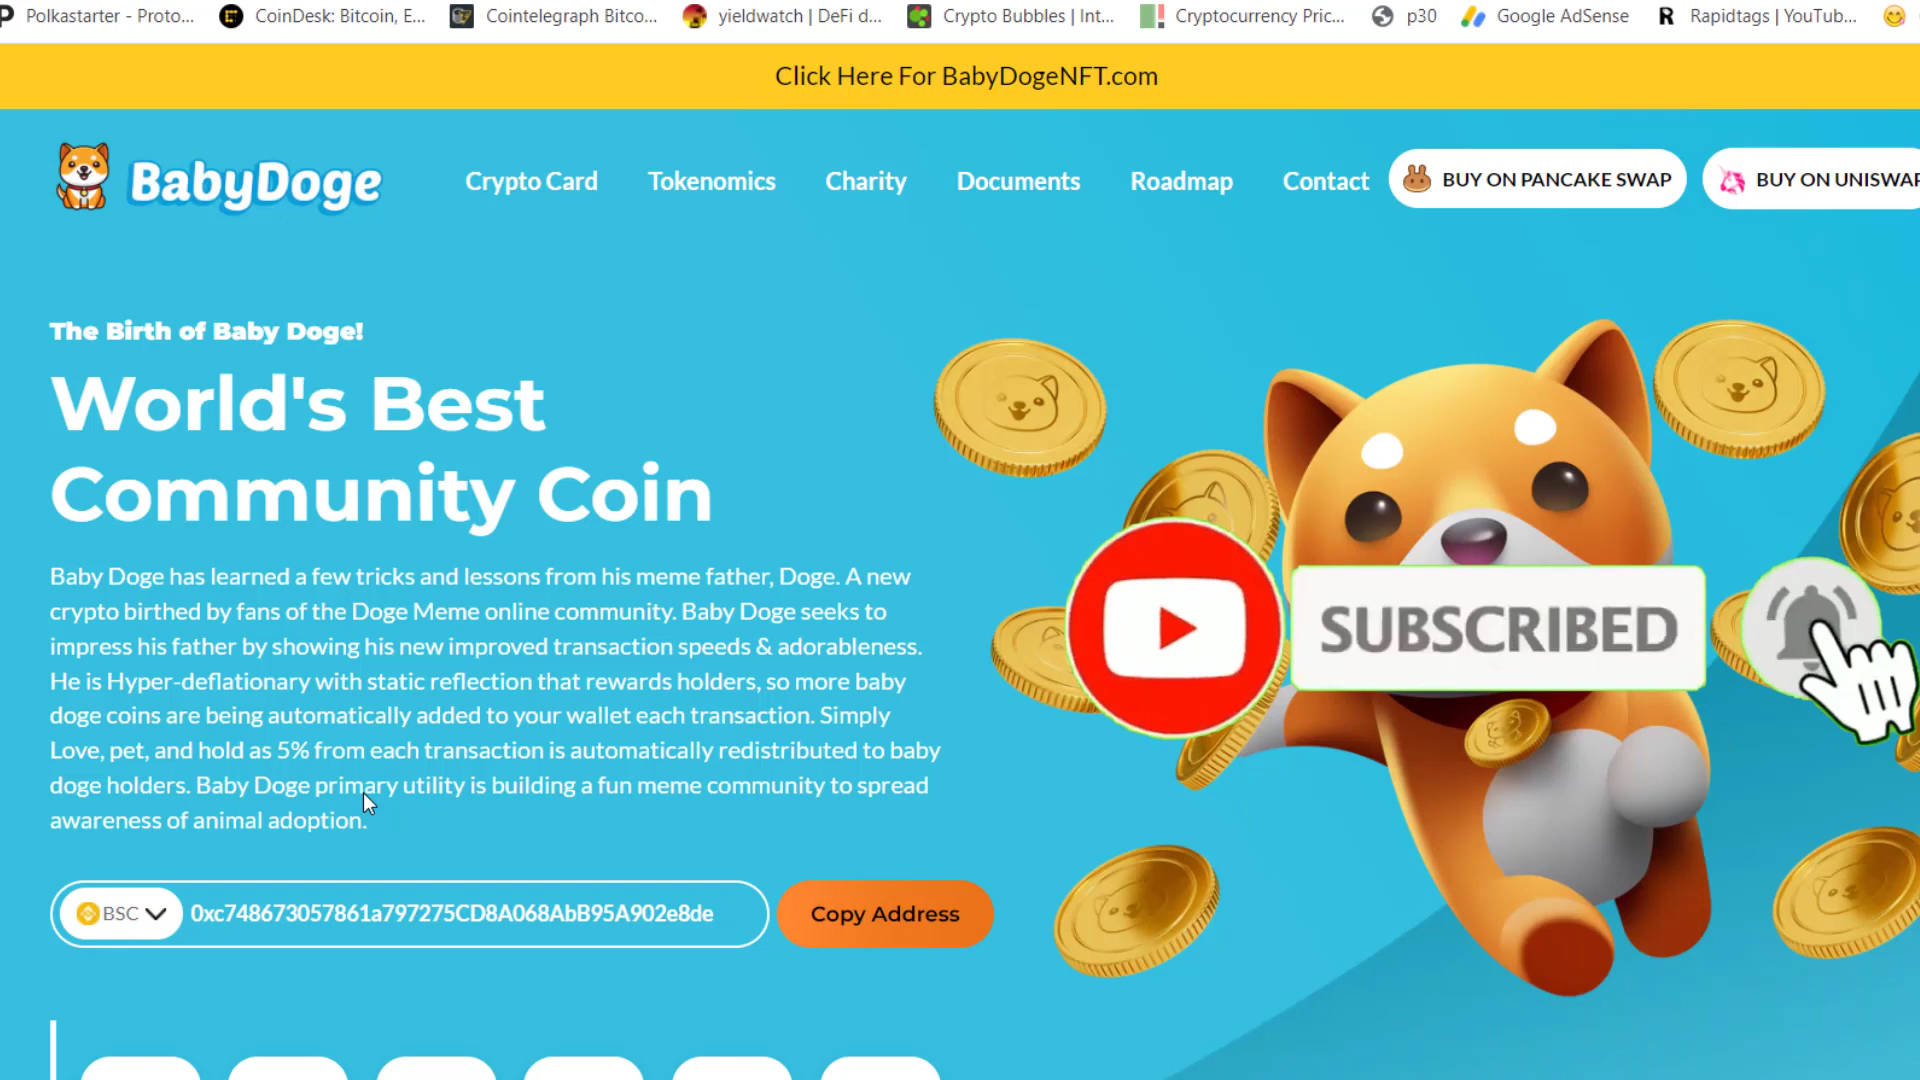 Polkastarter - Proto... CoinDesk: Bitcoin, E... Cointelegraph Bitco... yieldwatch | DeFi d... Crypto Bubbles | Int... Cryptocurrency Pric... p30 Google AdSense Rapidtags | YouTub...
Click Here For BabyDogeNFT.com
BabyDoge Crypto Card Tokenomics Charity Documents Roadmap Contact BUY ON PANCAKE SWAP BUY ON UNISWAP
The Birth of Baby Doge!
World's Best
Community Coin
Baby Doge has learned a few tricks and lessons from his meme father, Doge. A new
crypto birthed by fans of the Doge Meme online community. Baby Doge seeks to
impress his father by showing his new improved transaction speeds & adorableness.
He is Hyper-deflationary with static reflection that rewards holders, so more baby
doge coins are being automatically added to your wallet each transaction. Simply
Love, pet, and hold as 5% from each transaction is automatically redistributed to baby
doge holders. Baby Doge primary utility is building a fun meme community to spread
awareness of animal adoption.
SUBSCRIBED
BSC 0xc748673057861a797275CD8A068AbB95A902e8de Copy Address